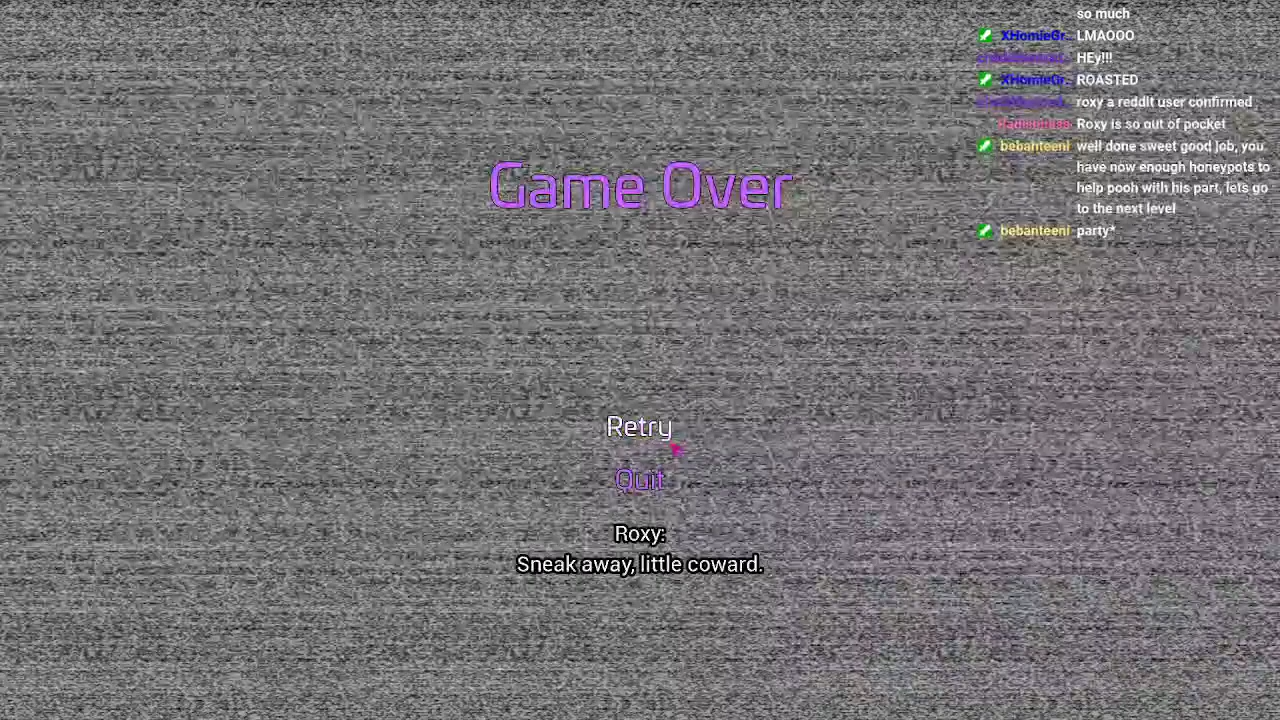 so much
XHomieGr.. LMAOOO
HEy!!!
XHomieGr.. ROASTED
roxy a reddit user confirmed
Roxy is so out of pocket
bebanteeni well done sweet good job, you
have now enough honeypots to
help pooh with his part, lets go
to the next level
bebanteeni party*
Game Over
Retry
Quit
Roxy:
Sneak away, little coward.